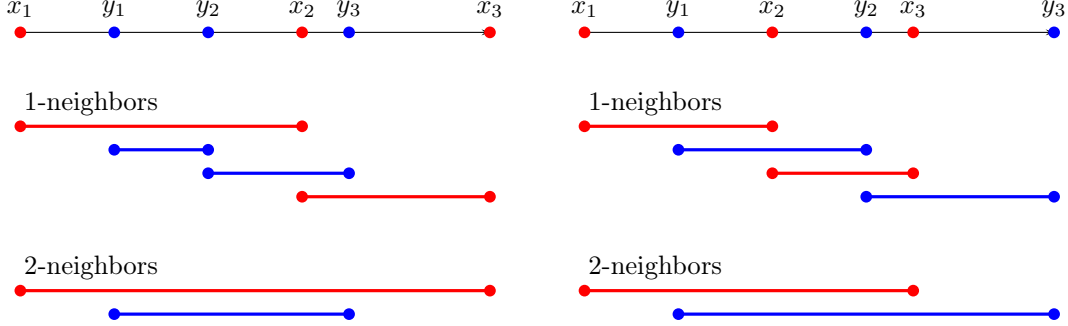 x₁ y₁ y₂ x₂ y₃ x₃
1-neighbors
2-neighbors
x₁ y₁ x₂ y₂ x₃ y₃
1-neighbors
2-neighbors